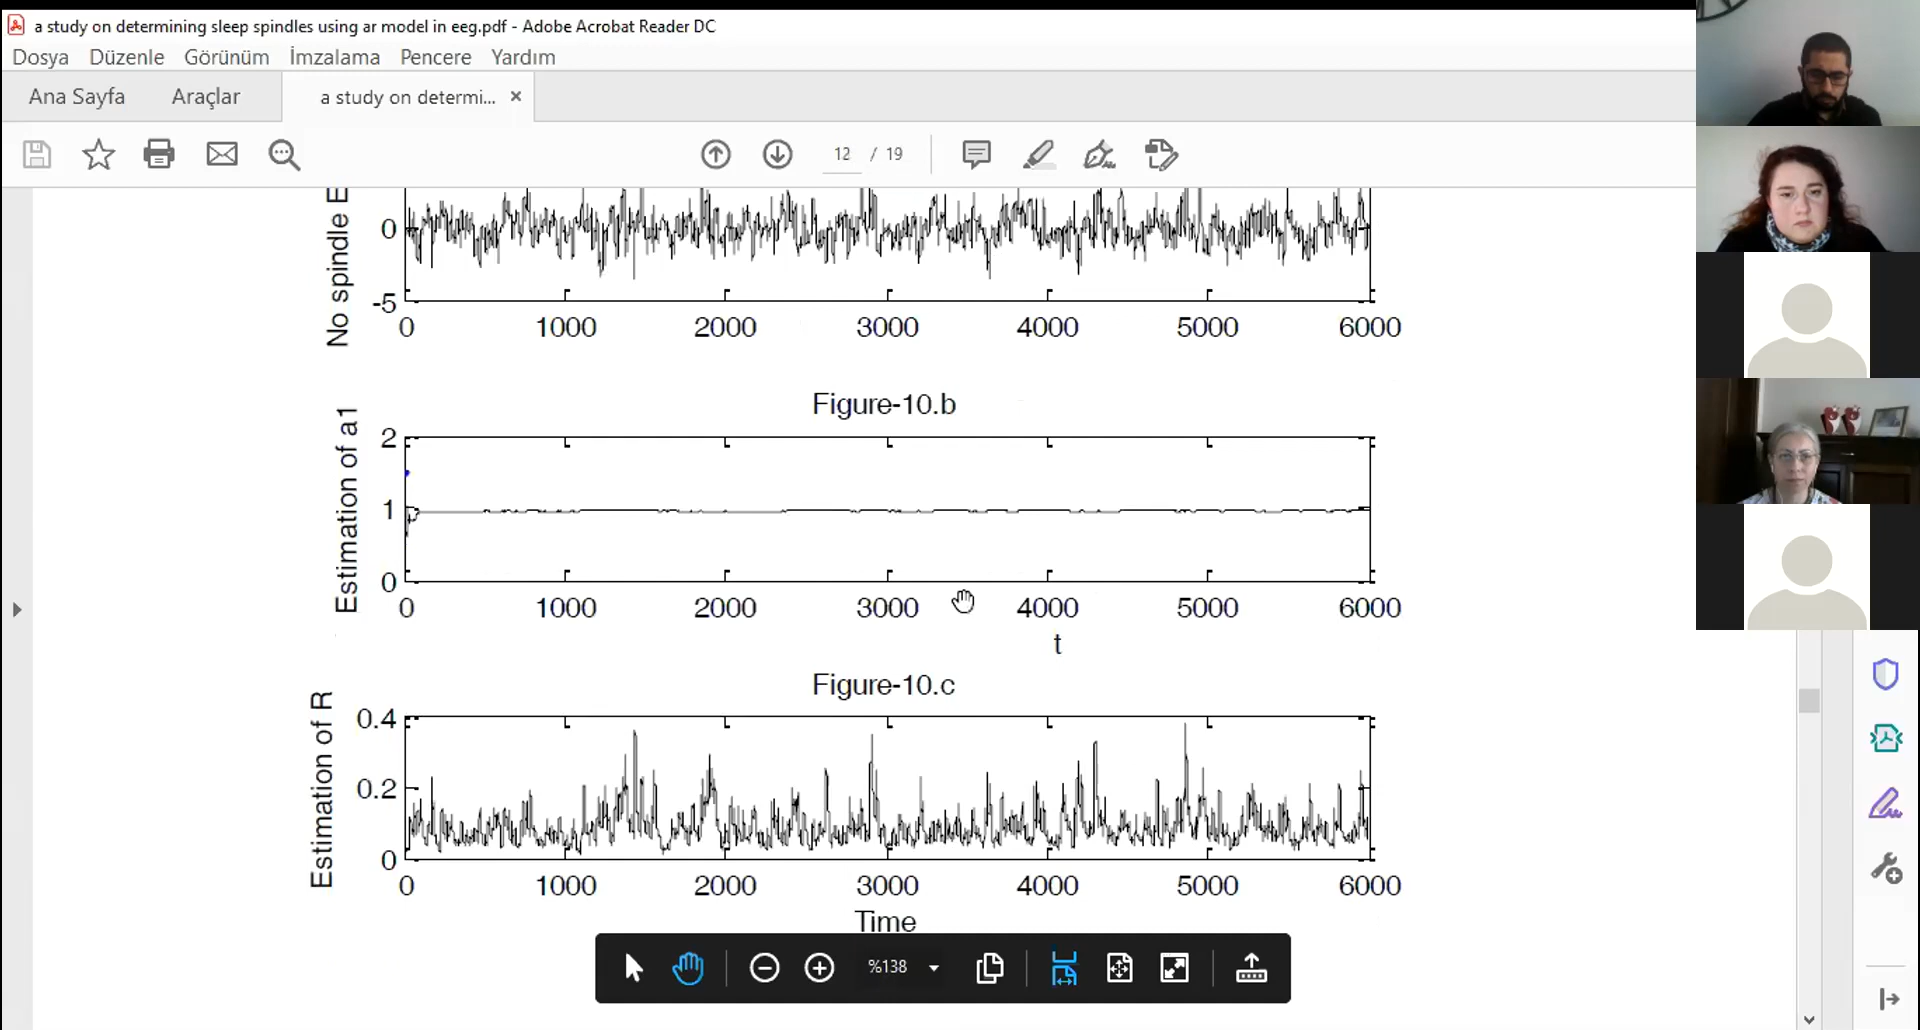 a study on determining sleep spindles using ar model in eeg.pdf - Adobe Acrobat Reader DC
Dosya Düzenle Görünüm İmzalama Pencere Yardım
Ana Sayfa Araçlar a study on determi... ×
12 / 19
No spindle E
0
-5
0 1000 2000 3000 4000 5000 6000
Figure-10.b
Estimation of a1
2
1
0
0 1000 2000 3000 4000 5000 6000
t
Figure-10.c
Estimation of R
0.4
0.2
0
0 1000 2000 3000 4000 5000 6000
Time
%138